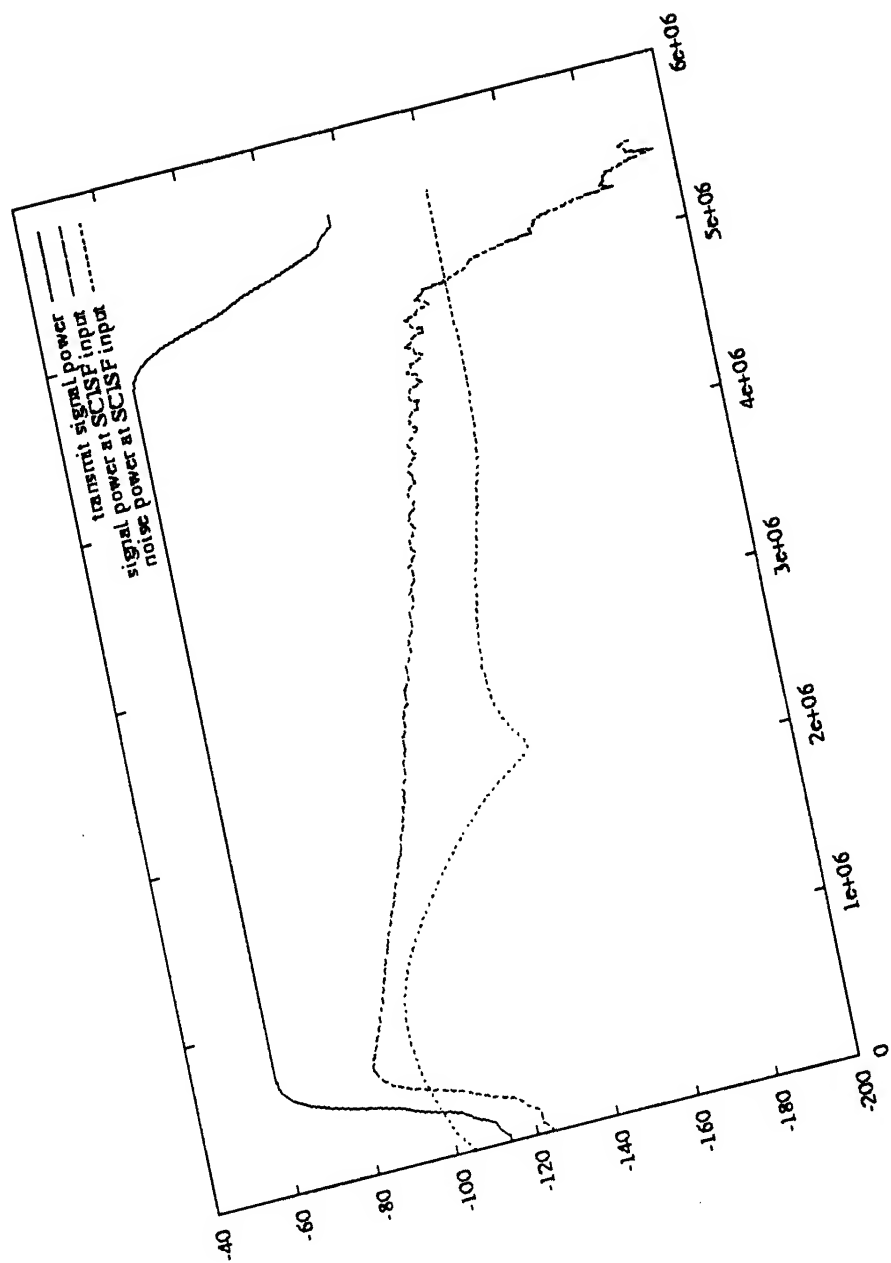 transmit signal power
signal power at SCISF input
noise power at SCISF input
-40
-60
-80
-100
-120
-140
-160
-180
-200
0
1e+06
2e+06
3e+06
4e+06
5e+06
6e+06